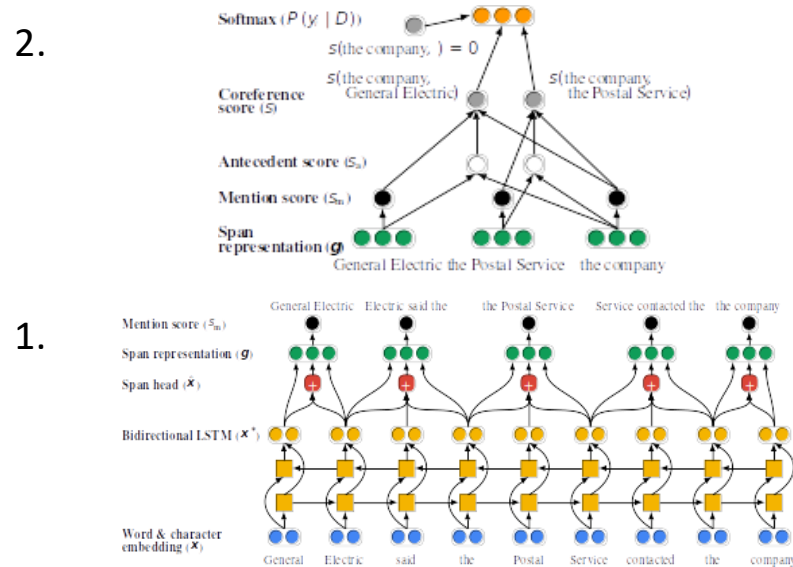 2.
Softmax (P(y | D))
s(the company, ) = 0
s(the company, General Electric)
s(the company, the Postal Service)
Coreference score (s)
Antecedent score (sa)
Mention score (sm)
Span representation (g)
General Electric the Postal Service the company
1.
General Electric Electric said the the Postal Service Service contacted the the company
Mention score (sm)
Span representation (g)
Span head (x̂)
+ + + + +
Bidirectional LSTM (x*)
Word & character embedding (x)
General Electric said the Postal Service contacted the company